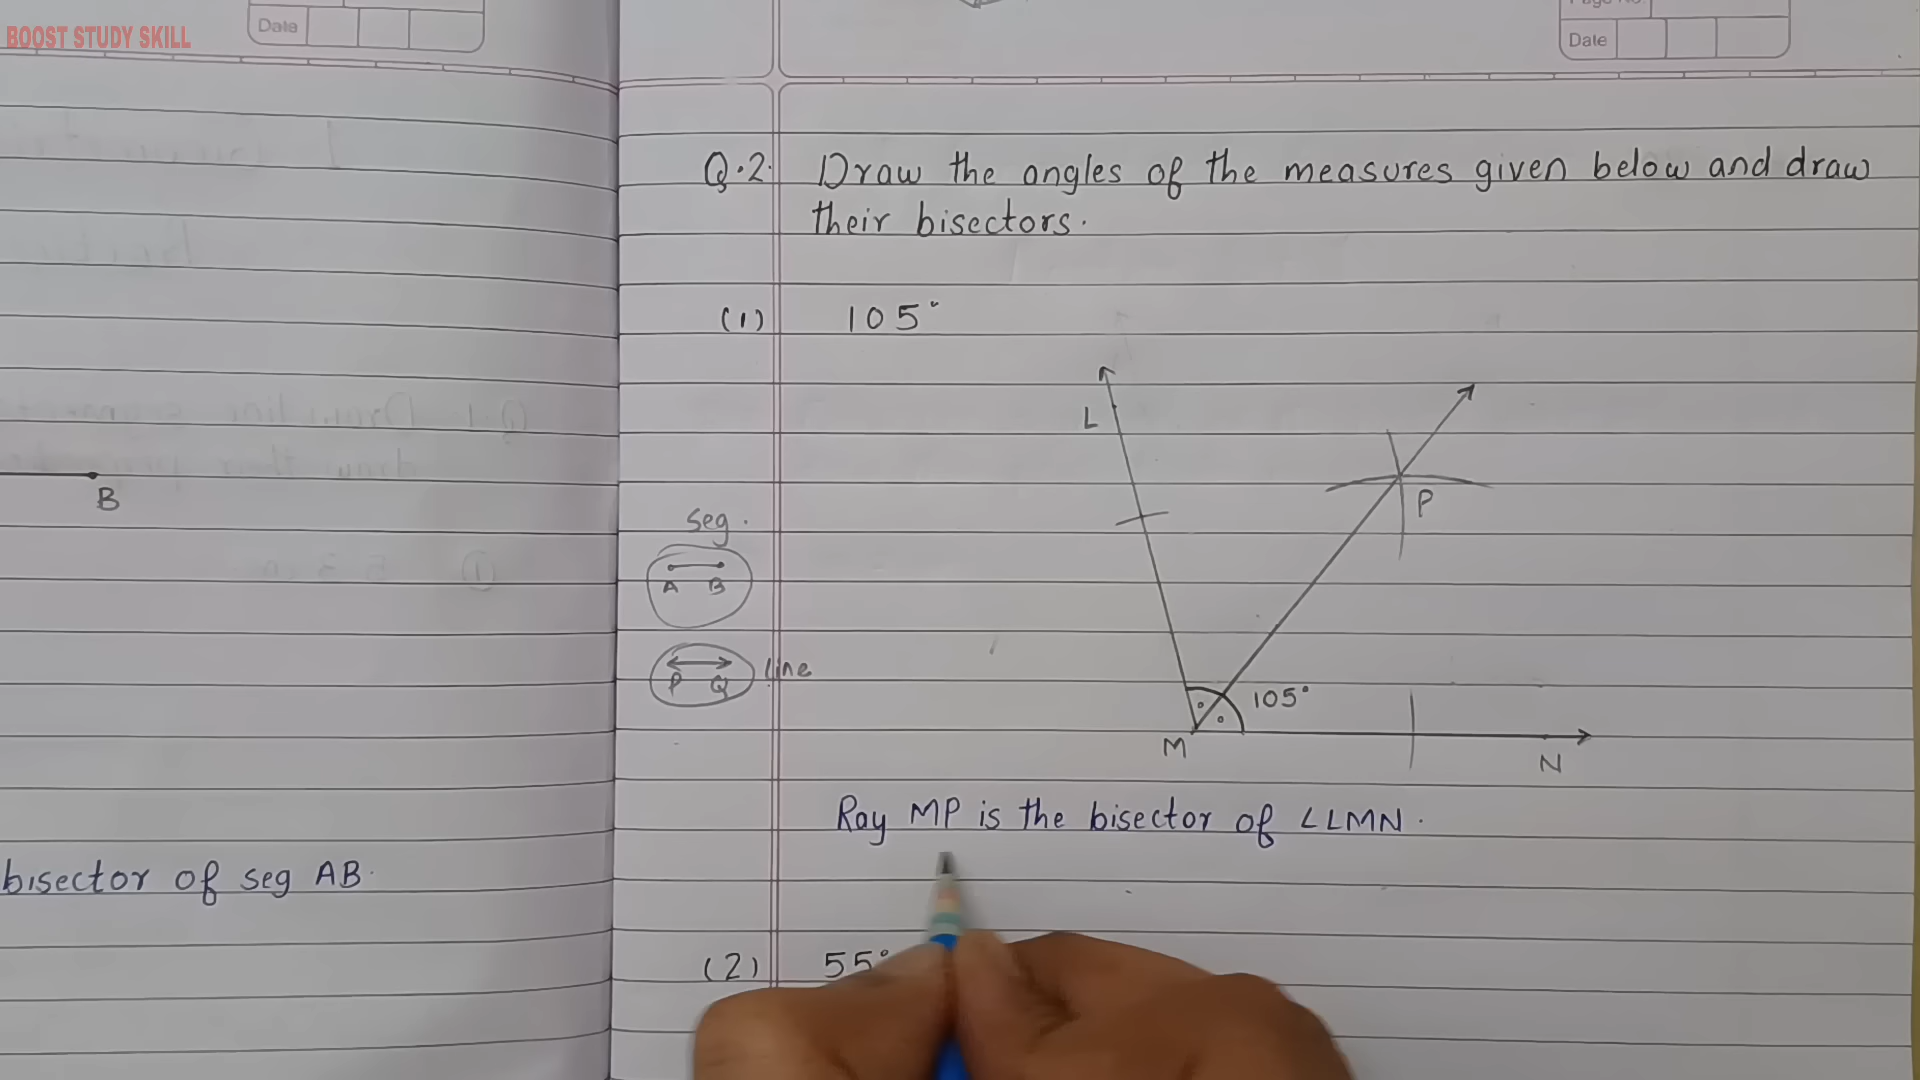 BOOST STUDY SKILL
Date
Date
Q.2. Draw the angles of the measures given below and draw
their bisectors.
(1) 105°
L
P
B
seg.
A B
P Q line
105°
M
N
Ray MP is the bisector of ∠LMN.
bisector of seg AB.
(2) 55°